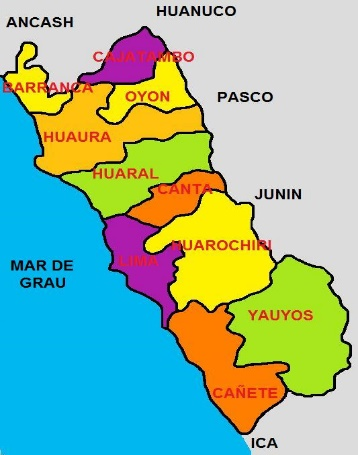 HUANUCO
ANCASH
CAJATAMBO
BARRANCA
OYON
PASCO
HUAURA
HUARAL
CANTA
JUNIN
HUAROCHIRI
LIMA
MAR DE
GRAU
YAUYOS
CAÑETE
ICA